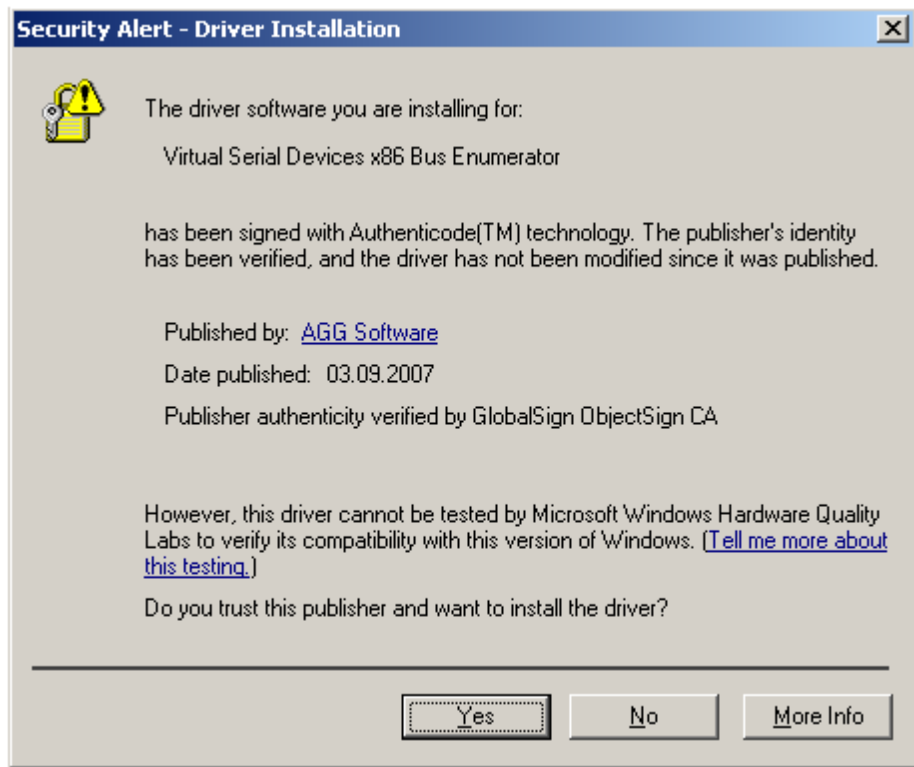 Security Alert - Driver Installation
The driver software you are installing for:
Virtual Serial Devices x86 Bus Enumerator
has been signed with Authenticode(TM) technology. The publisher's identity
has been verified, and the driver has not been modified since it was published.
Published by: AGG Software
Date published: 03.09.2007
Publisher authenticity verified by GlobalSign ObjectSign CA
However, this driver cannot be tested by Microsoft Windows Hardware Quality
Labs to verify its compatibility with this version of Windows. (Tell me more about
this testing.)
Do you trust this publisher and want to install the driver?
Yes No More Info